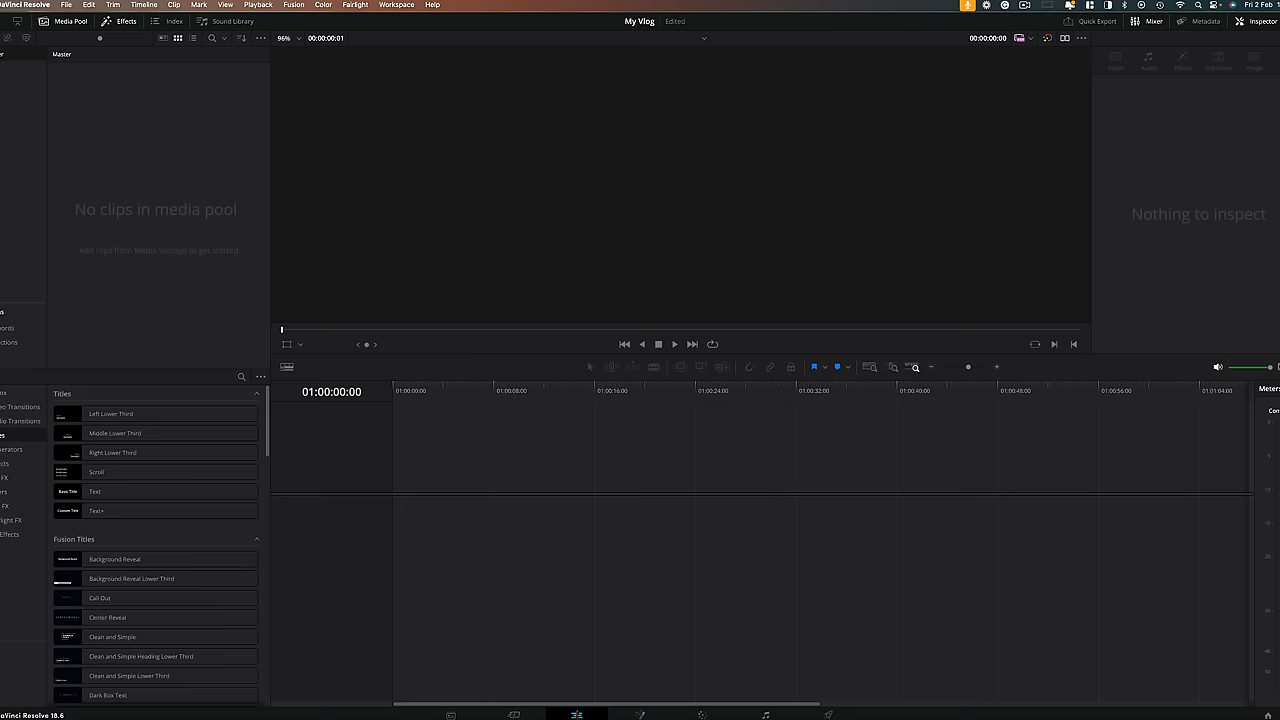 DaVinci Resolve File Edit Trim Timeline Clip Mark View Playback Fusion Color Fairlight Workspace Help Fri 2 Feb
Media Pool Effects Index Sound Library My Vlog Edited Quick Export Mixer Metadata Inspector
96% 00:00:00:01 00:00:00:00
Master
Video Audio Effects Transition Image
No clips in media pool
Add clips from Media Storage to get started
Nothing to inspect
01:00:00:00
01:00:00:00 01:00:08:00 01:00:16:00 01:00:24:00 01:00:32:00 01:00:40:00 01:00:48:00 01:00:56:00 01:01:04:00
Meters
Titles
Left Lower Third
Middle Lower Third
Right Lower Third
Scroll
Basic Title Text
Custom Title Text+
Fusion Titles
Background Reveal
Background Reveal Lower Third
Call Out
Center Reveal
Clean and Simple
Clean and Simple Heading Lower Third
Clean and Simple Lower Third
Dark Box Text
DaVinci Resolve 18.6